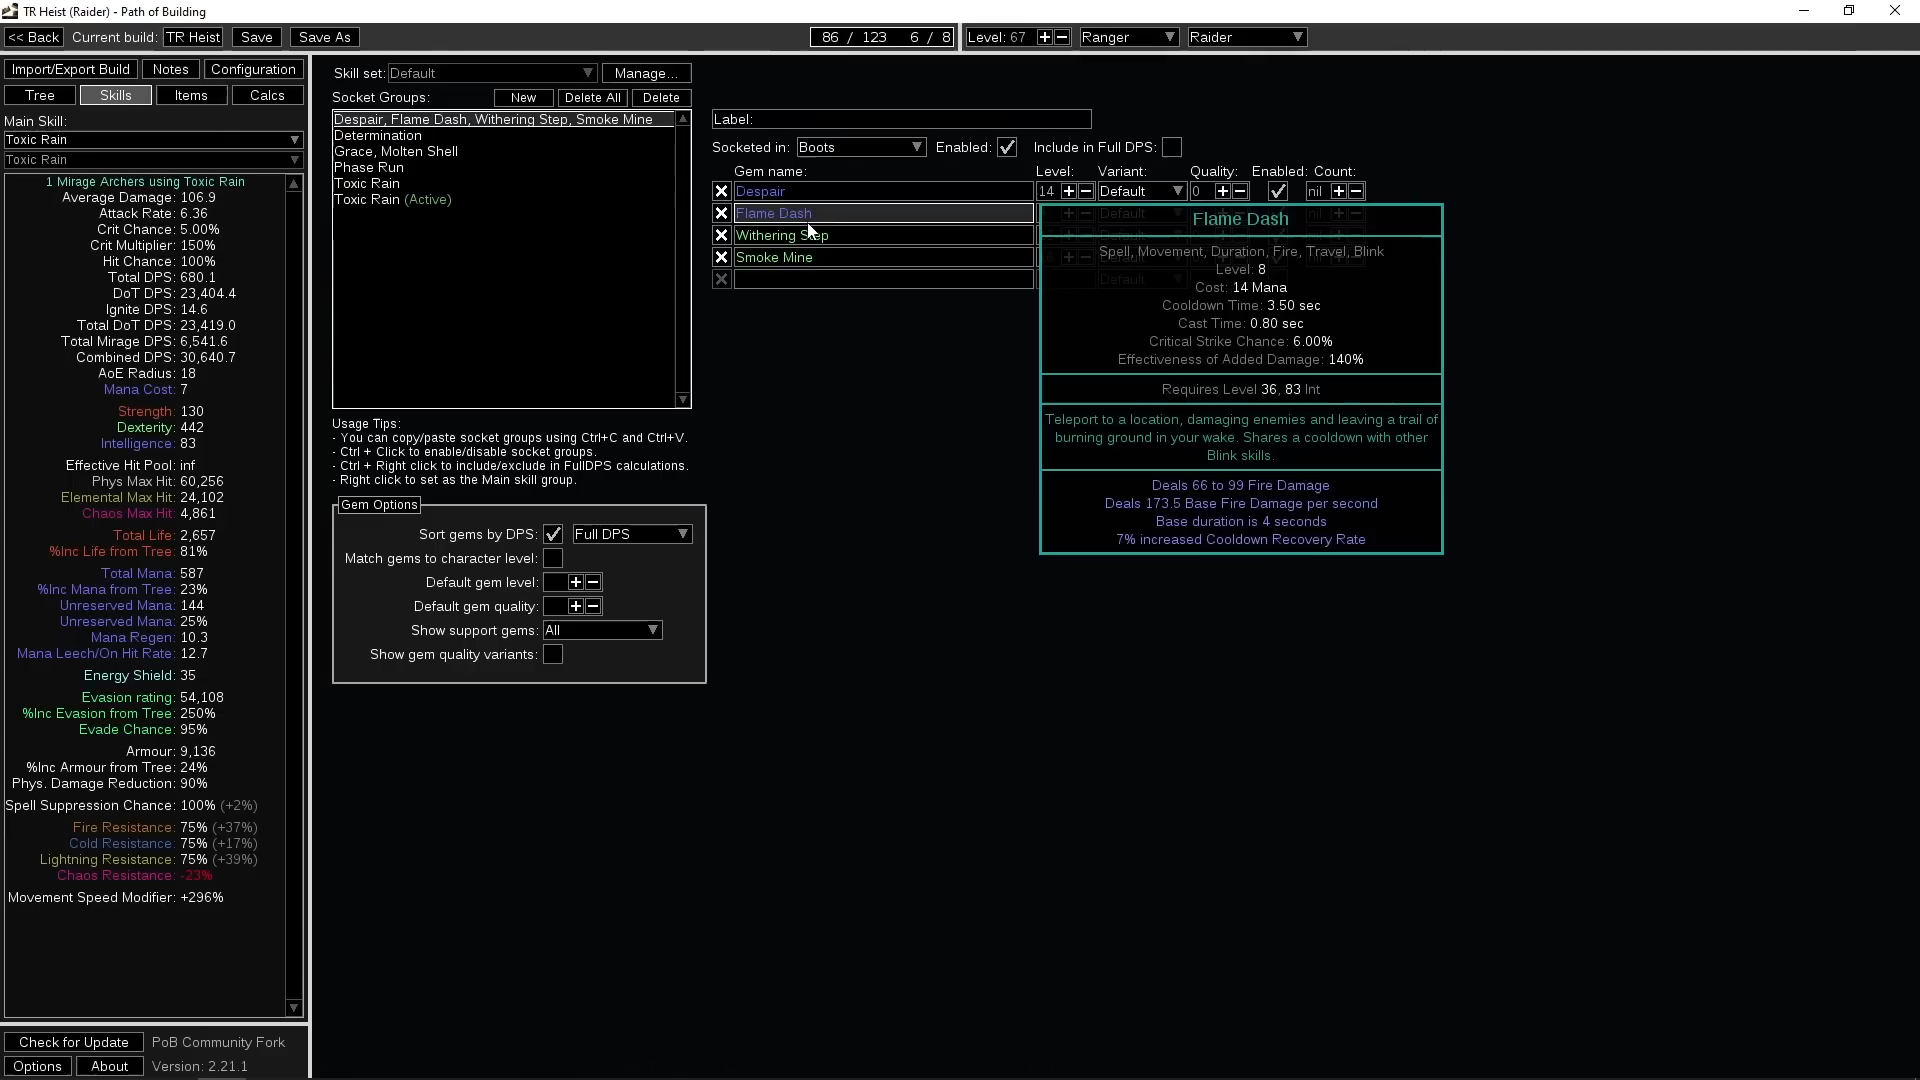 TR Heist (Raider) - Path of Building
<< Back Current build: TR Heist Save Save As 86 / 123 6 / 8 Level: 67 Ranger Raider
Import/Export Build Notes Configuration
Tree Skills Items Calcs
Main Skill:
Toxic Rain
Toxic Rain
1 Mirage Archers using Toxic Rain
Average Damage: 106.9
Attack Rate: 6.36
Crit Chance: 5.00%
Crit Multiplier: 150%
Hit Chance: 100%
Total DPS: 680.1
DoT DPS: 23,404.4
Ignite DPS: 14.6
Total DoT DPS: 23,419.0
Total Mirage DPS: 6,541.6
Combined DPS: 30,640.7
AoE Radius: 18
Mana Cost: 7
Strength: 130
Dexterity: 442
Intelligence: 83
Effective Hit Pool: inf
Phys Max Hit: 60,256
Elemental Max Hit: 24,102
Chaos Max Hit: 4,861
Total Life: 2,657
%Inc Life from Tree: 81%
Total Mana: 587
%Inc Mana from Tree: 23%
Unreserved Mana: 144
Unreserved Mana: 25%
Mana Regen: 10.3
Mana Leech/On Hit Rate: 12.7
Energy Shield: 35
Evasion rating: 54,108
%Inc Evasion from Tree: 250%
Evade Chance: 95%
Armour: 9,136
%Inc Armour from Tree: 24%
Phys. Damage Reduction: 90%
Spell Suppression Chance: 100% (+2%)
Fire Resistance: 75% (+37%)
Cold Resistance: 75% (+17%)
Lightning Resistance: 75% (+39%)
Chaos Resistance: -23%
Movement Speed Modifier: +296%
Check for Update PoB Community Fork
Options About Version: 2.21.1
Skill set: Default Manage...
Socket Groups: New Delete All Delete
Despair, Flame Dash, Withering Step, Smoke Mine
Determination
Grace, Molten Shell
Phase Run
Toxic Rain
Toxic Rain (Active)
Usage Tips:
- You can copy/paste socket groups using Ctrl+C and Ctrl+V.
- Ctrl + Click to enable/disable socket groups.
- Ctrl + Right click to include/exclude in FullDPS calculations.
- Right click to set as the Main skill group.
Gem Options
Sort gems by DPS: Full DPS
Match gems to character level:
Default gem level:
Default gem quality:
Show support gems: All
Show gem quality variants:
Label:
Socketed in: Boots Enabled: Include in Full DPS:
Gem name: Level: Variant: Quality: Enabled: Count:
Despair 14 Default 0 nil
Flame Dash
Withering Step
Smoke Mine
Flame Dash
Spell, Movement, Duration, Fire, Travel, Blink
Level: 8
Cost: 14 Mana
Cooldown Time: 3.50 sec
Cast Time: 0.80 sec
Critical Strike Chance: 6.00%
Effectiveness of Added Damage: 140%
Requires Level 36, 83 Int
Teleport to a location, damaging enemies and leaving a trail of
burning ground in your wake. Shares a cooldown with other
Blink skills.
Deals 66 to 99 Fire Damage
Deals 173.5 Base Fire Damage per second
Base duration is 4 seconds
7% increased Cooldown Recovery Rate